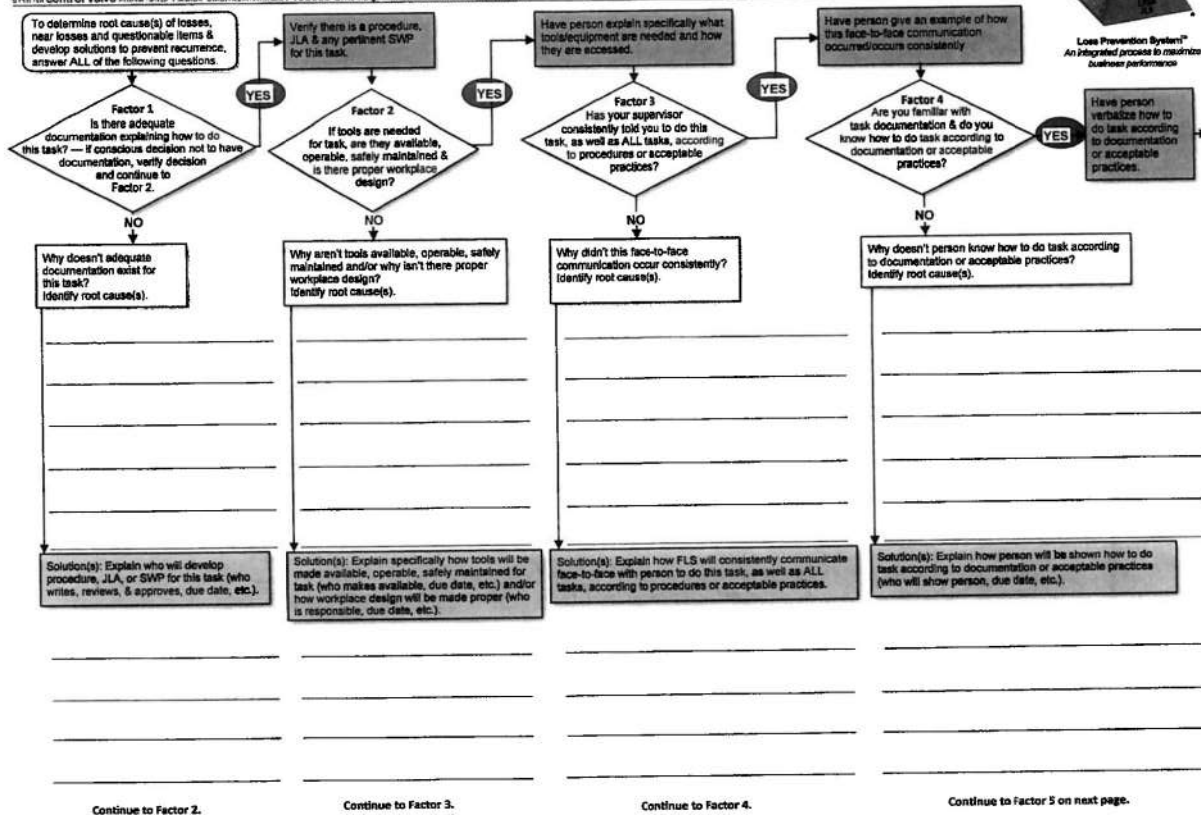 To determine root cause(s) of losses,
near losses and questionable items &
develop solutions to prevent recurrence,
answer ALL of the following questions.
YES
Verify there is a procedure,
JLA & any pertinent SWP
for this task.
YES
Have person explain specifically what
tools/equipment are needed and how
they are accessed.
YES
Have person give an example of how
this face-to-face communication
occurred/occurs consistently
Loss Prevention System™
An integrated process to maximize
business performance
Factor 1
Is there adequate
documentation explaining how to do
this task? — if conscious decision not to have
documentation, verify decision
and continue to
Factor 2.
Factor 2
If tools are needed
for task, are they available,
operable, safely maintained &
is there proper workplace
design?
Factor 3
Has your supervisor
consistently told you to do this
task, as well as ALL tasks, according
to procedures or acceptable
practices?
Factor 4
Are you familiar with
task documentation & do you
know how to do task according to
documentation or acceptable
practices?
YES
Have person
verbalize how to
do task according
to documentation
or acceptable
practices.
NO
NO
NO
NO
Why doesn't adequate
documentation exist for
this task?
Identify root cause(s).
Why aren't tools available, operable, safely
maintained and/or why isn't there proper
workplace design?
Identify root cause(s).
Why didn't this face-to-face
communication occur consistently?
Identify root cause(s).
Why doesn't person know how to do task according
to documentation or acceptable practices?
Identify root cause(s).
Solution(s): Explain who will develop
procedure, JLA, or SWP for this task (who
writes, reviews, & approves, due date, etc.).
Solution(s): Explain specifically how tools will be
made available, operable, safely maintained for
task (who makes available, due date, etc.) and/or
how workplace design will be made proper (who
is responsible, due date, etc.).
Solution(s): Explain how FLS will consistently communicate
face-to-face with person to do this task, as well as ALL
tasks, according to procedures or acceptable practices.
Solution(s): Explain how person will be shown how to do
task according to documentation or acceptable practices
(who will show person, due date, etc.).
Continue to Factor 2.
Continue to Factor 3.
Continue to Factor 4.
Continue to Factor 5 on next page.